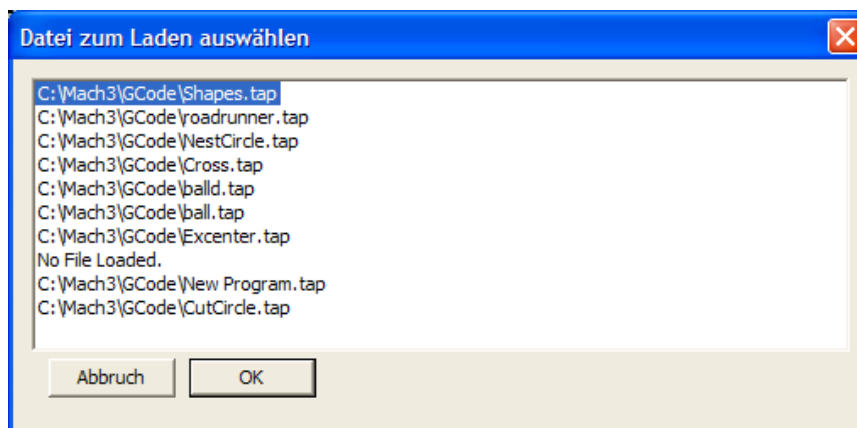 Datei zum Laden auswählen
C:\Mach3\GCode\Shapes.tap
C:\Mach3\GCode\roadrunner.tap
C:\Mach3\GCode\NestCircle.tap
C:\Mach3\GCode\Cross.tap
C:\Mach3\GCode\balld.tap
C:\Mach3\GCode\ball.tap
C:\Mach3\GCode\Excenter.tap
No File Loaded.
C:\Mach3\GCode\New Program.tap
C:\Mach3\GCode\CutCircle.tap
Abbruch OK